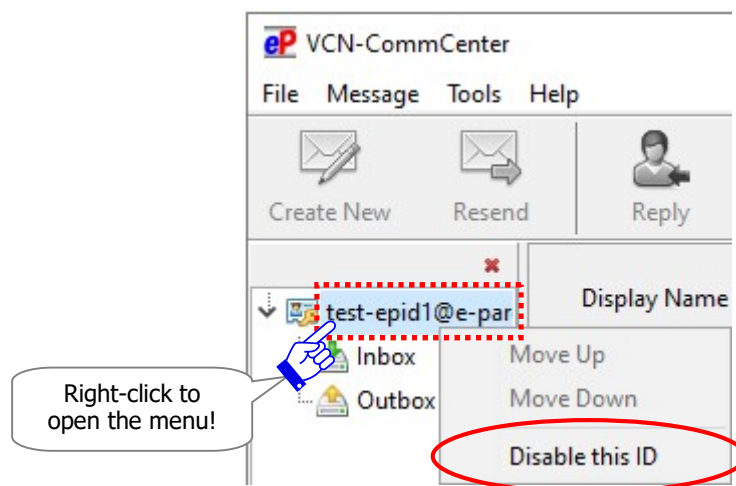 eP VCN-CommCenter
File Message Tools Help
Create New Resend Reply
test-epid1@e-par
Display Name
Inbox
Move Up
Outbox
Move Down
Disable this ID
Right-click to
open the menu!